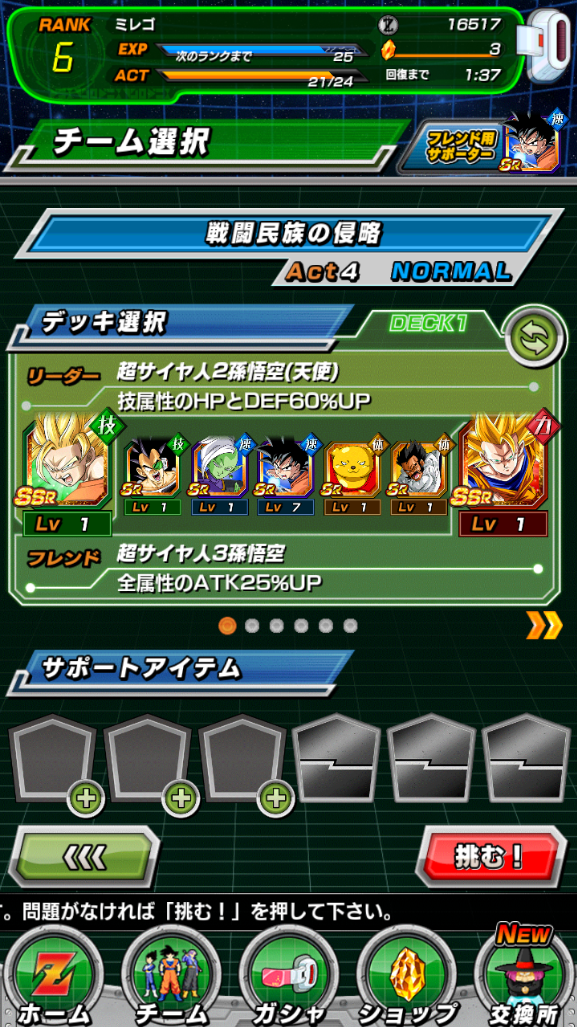 RANK ミレゴ 16517
6 EXP 次のランクまで 25 3
ACT 21/24 回復まで 1:37
チーム選択
フレンド用
サポーター
SR 速
戦闘民族の侵略
Act4 NORMAL
デッキ選択 DECK1
リーダー 超サイヤ人2孫悟空(天使)
技属性のHPとDEF60%UP
技 技 速 速 体 体 力
SSR SR SR SR SR SR SSR
Lv 1 Lv 1 Lv 1 Lv 7 Lv 1 Lv 1 Lv 1
フレンド 超サイヤ人3孫悟空
全属性のATK25%UP
サポートアイテム
挑む!
。問題がなければ「挑む!」を押して下さい。
NEW
ホーム チーム ガシャ ショップ 交換所